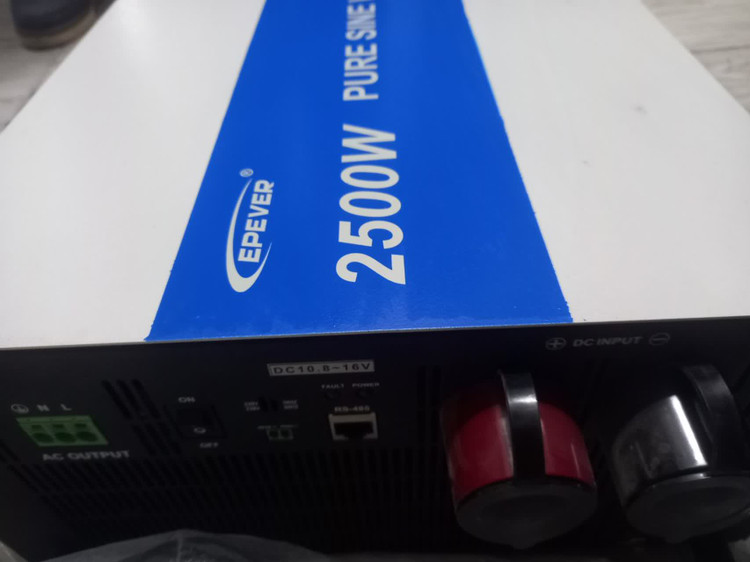 EPEVER®
2500W PURE SINE
DC10.8~16V
+ DC INPUT −
FAULT POWER
N L
ON
RS-485
OFF
AC OUTPUT